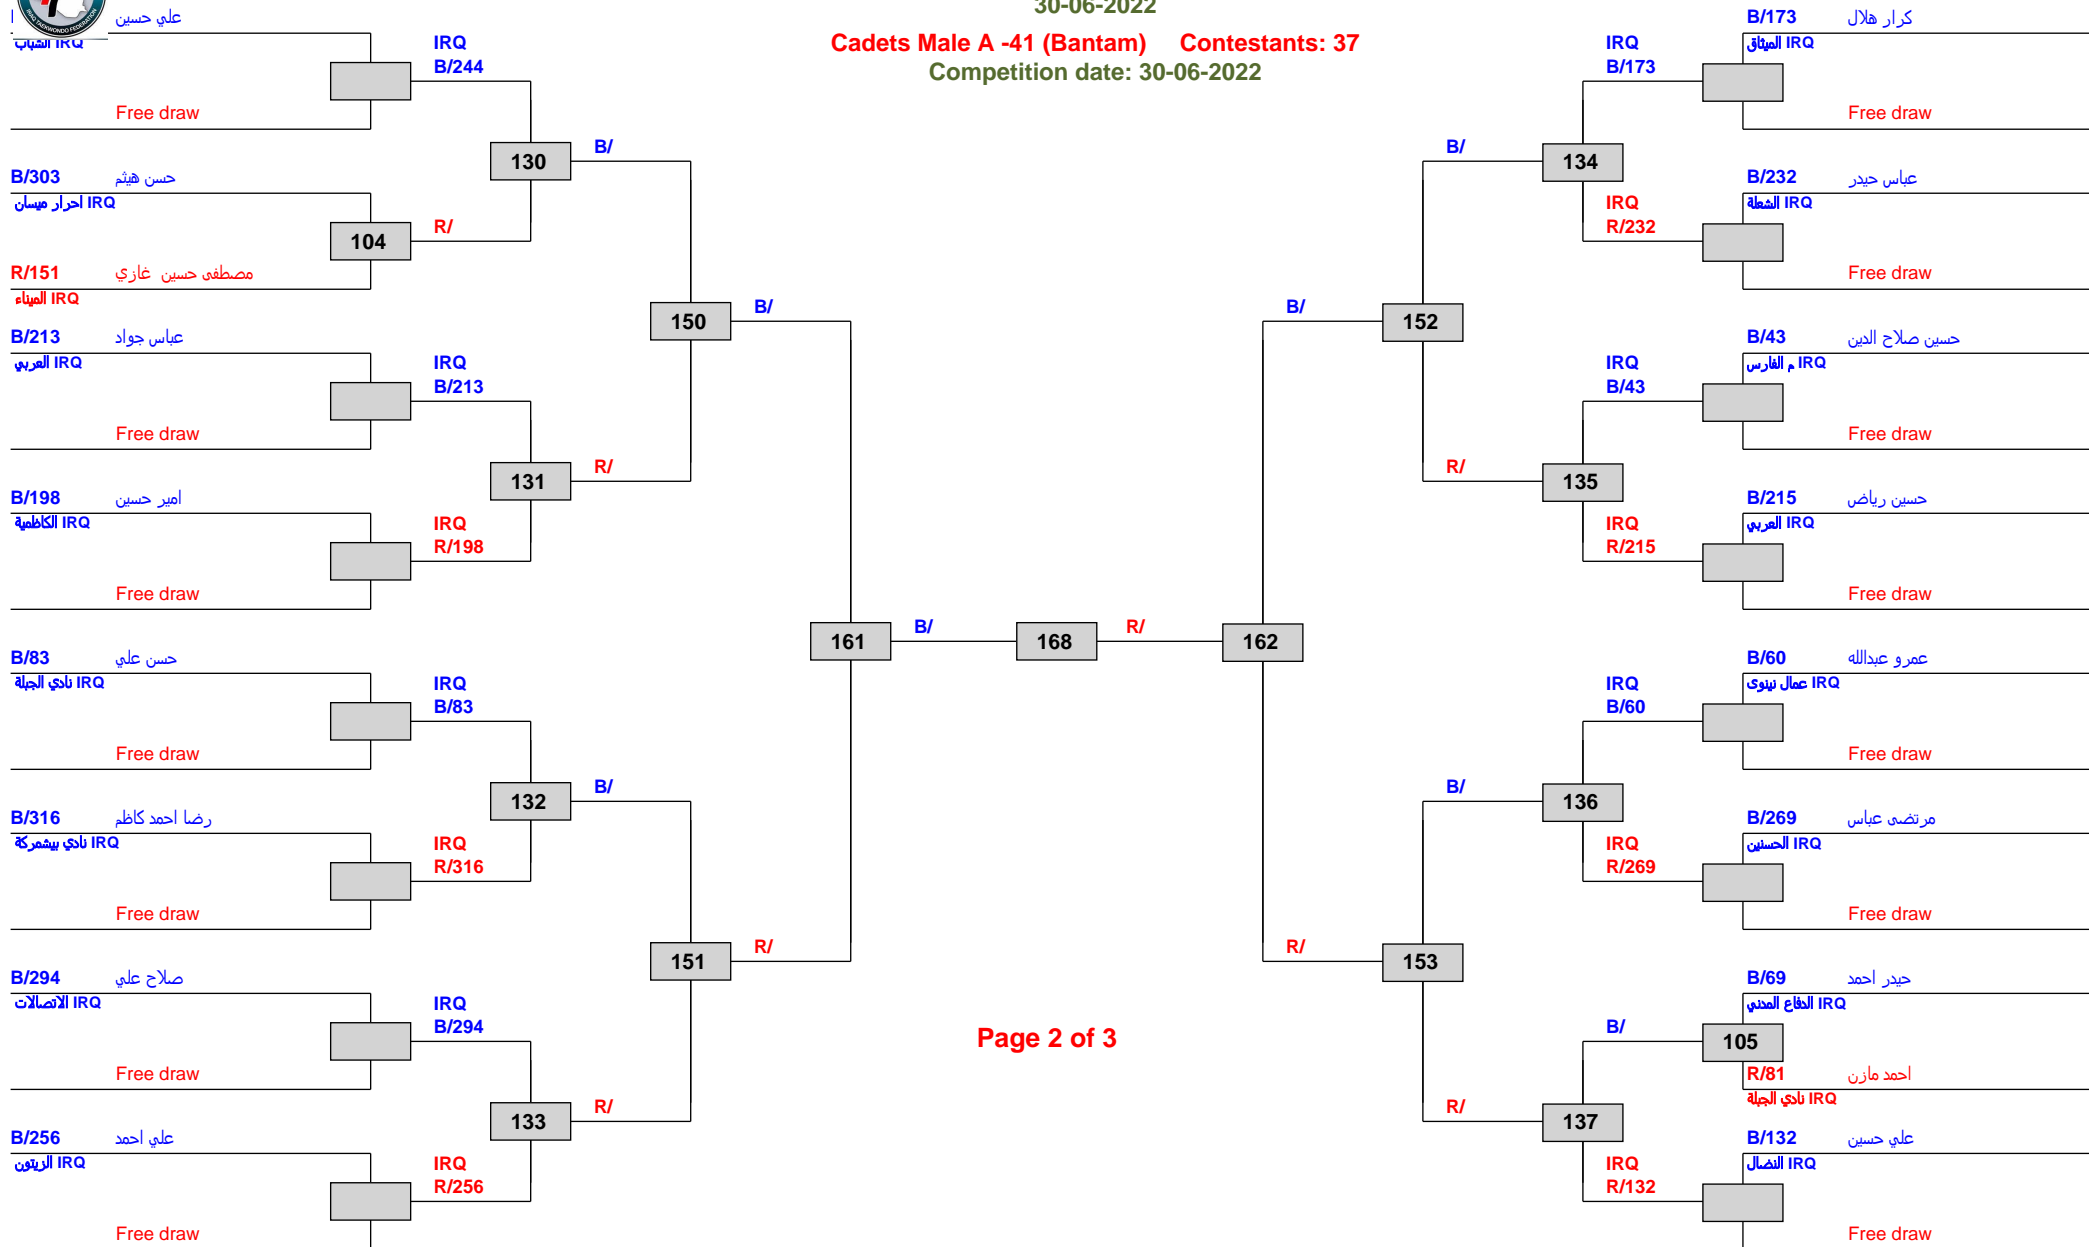 30-06-2022
Cadets Male A -41 (Bantam) Contestants: 37
Competition date: 30-06-2022
IRAQ TAEKWONDO FEDERATION
علي حسين
IRQ الشباب
Free draw
B/303 حسن هيثم
IRQ احرار ميسان
R/151 مصطفى حسين غازي
IRQ الميناء
B/213 عباس جواد
IRQ العربي
Free draw
B/198 امير حسين
IRQ الكاظمية
Free draw
B/83 حسن علي
IRQ نادي الجبلة
Free draw
B/316 رضا احمد كاظم
IRQ نادي بيشمركة
Free draw
B/294 صلاح علي
IRQ الاتصالات
Free draw
B/256 علي احمد
IRQ الزيتون
Free draw
IRQ
B/244
104
R/
IRQ
B/213
IRQ
R/198
IRQ
B/83
IRQ
R/316
IRQ
B/294
IRQ
R/256
130
B/
131
R/
132
B/
133
R/
150
B/
151
R/
161
B/
168
R/
162
Page 2 of 3
B/
152
R/
153
B/
134
R/
135
B/
136
R/
137
IRQ
B/173
IRQ
R/232
IRQ
B/43
IRQ
R/215
IRQ
B/60
IRQ
R/269
B/
105
IRQ
R/132
B/173 كرار هلال
IRQ الميثاق
Free draw
B/232 عباس حيدر
IRQ الشعلة
Free draw
B/43 حسين صلاح الدين
IRQ م الفارس
Free draw
B/215 حسين رياض
IRQ العربي
Free draw
B/60 عمرو عبدالله
IRQ عمال نينوى
Free draw
B/269 مرتضى عباس
IRQ الحسنين
Free draw
B/69 حيدر احمد
IRQ الدفاع المدني
R/81 احمد مازن
IRQ نادي الجبلة
B/132 علي حسين
IRQ النضال
Free draw